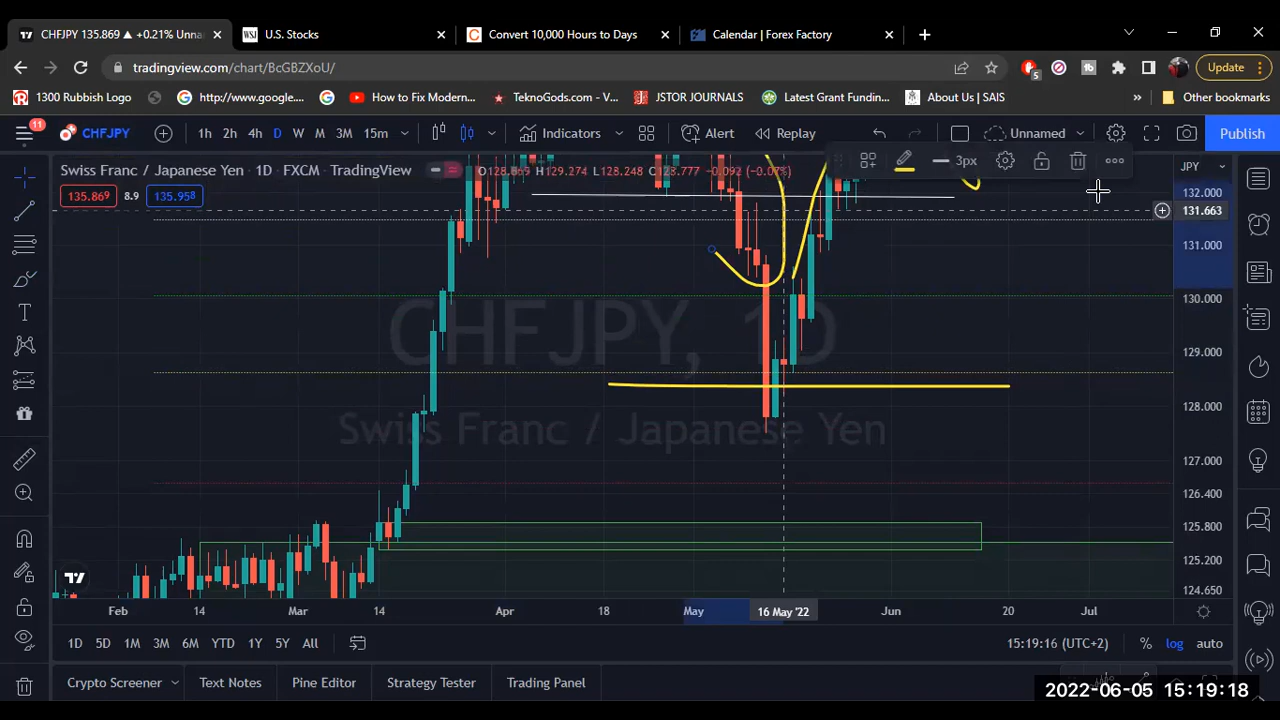 CHFJPY 135.869 ▲ +0.21% Unna
WSJ U.S. Stocks
Convert 10,000 Hours to Days
Calendar | Forex Factory
tradingview.com/chart/BcGBZXoU/
5
Update
1300 Rubbish Logo
http://www.google....
How to Fix Modern...
TeknoGods.com - V...
JSTOR JOURNALS
Latest Grant Fundin...
About Us | SAIS
»
Other bookmarks
11
CHFJPY
1h 2h 4h D W M 3M 15m
Indicators
Alert
Replay
Unnamed
Publish
3px
Swiss Franc / Japanese Yen · 1D · FXCM · TradingView
O128.869 H129.274 L128.248 C128.777 −0.092 (−0.07%)
JPY
135.869 8.9 135.958
132.000
131.663
131.000
130.000
129.000
128.000
127.000
126.400
125.800
125.200
124.650
CHFJPY, 1D
Swiss Franc / Japanese Yen
Feb 14 Mar 14 Apr 18 May 16 May '22 Jun 20 Jul
1D 5D 1M 3M 6M YTD 1Y 5Y All
15:19:16 (UTC+2) % log auto
Crypto Screener Text Notes Pine Editor Strategy Tester Trading Panel
2022-06-05 15:19:18